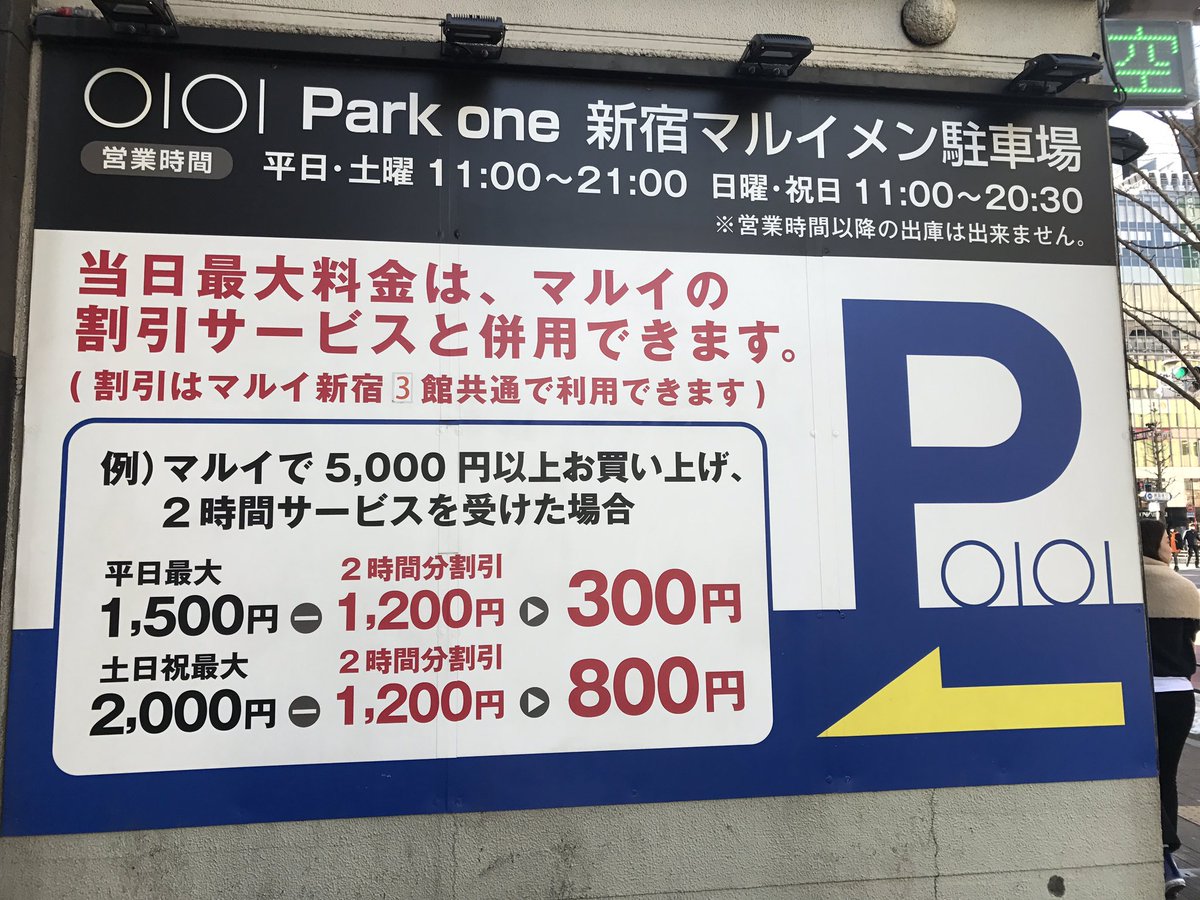 空
OIOI Park one 新宿マルイメン駐車場
営業時間 平日・土曜 11:00～21:00 日曜・祝日 11:00～20:30
※営業時間以降の出庫は出来ません。
当日最大料金は、マルイの
割引サービスと併用できます。
(割引はマルイ新宿3館共通で利用できます)
例)マルイで5,000円以上お買い上げ、
2時間サービスを受けた場合
平日最大 2時間分割引
1,500円 － 1,200円 ▶ 300円
土日祝最大 2時間分割引
2,000円 － 1,200円 ▶ 800円
P
OIOI